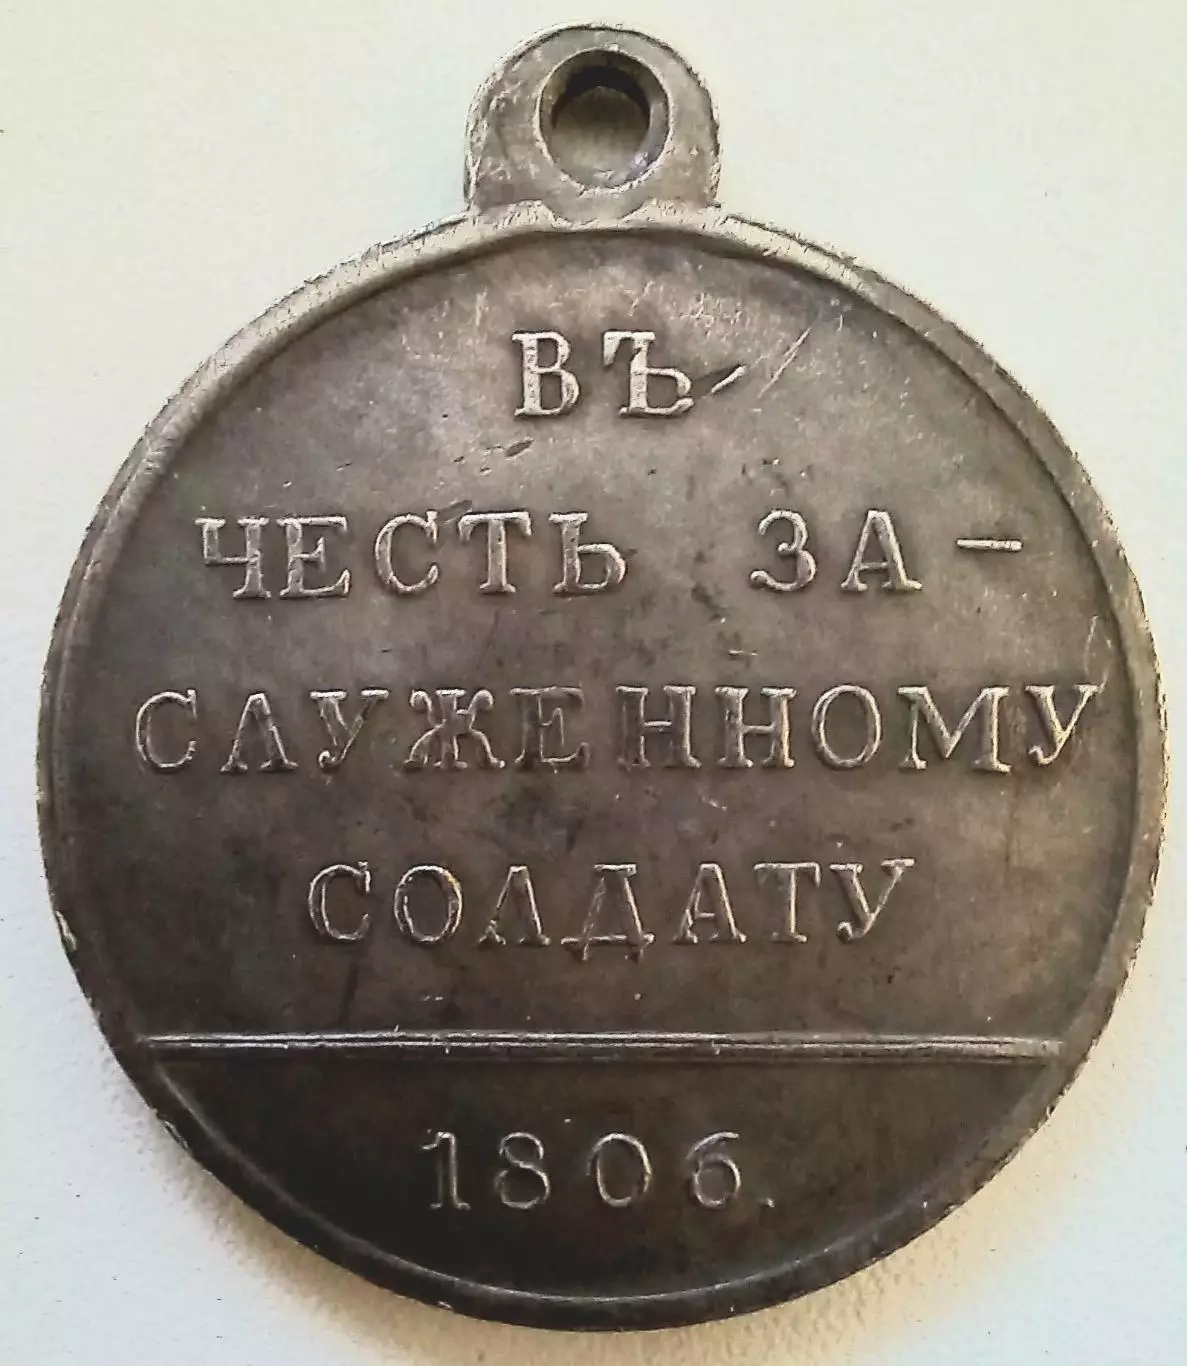 ВЪ
ЧЕСТЬ ЗА-
СЛУЖЕННОМУ
СОЛДАТУ
1806.